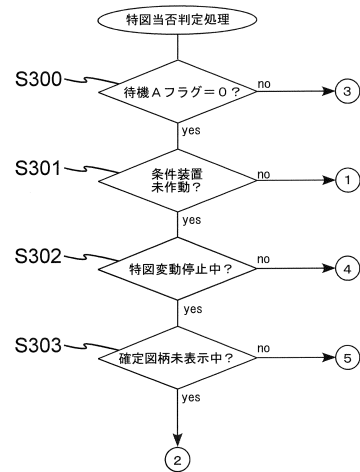 特図当否判定処理
S300
待機Aフラグ＝0？
no
③
yes
S301
条件装置
未作動？
no
①
yes
S302
特図変動停止中？
no
④
yes
S303
確定図柄未表示中？
no
⑤
yes
②